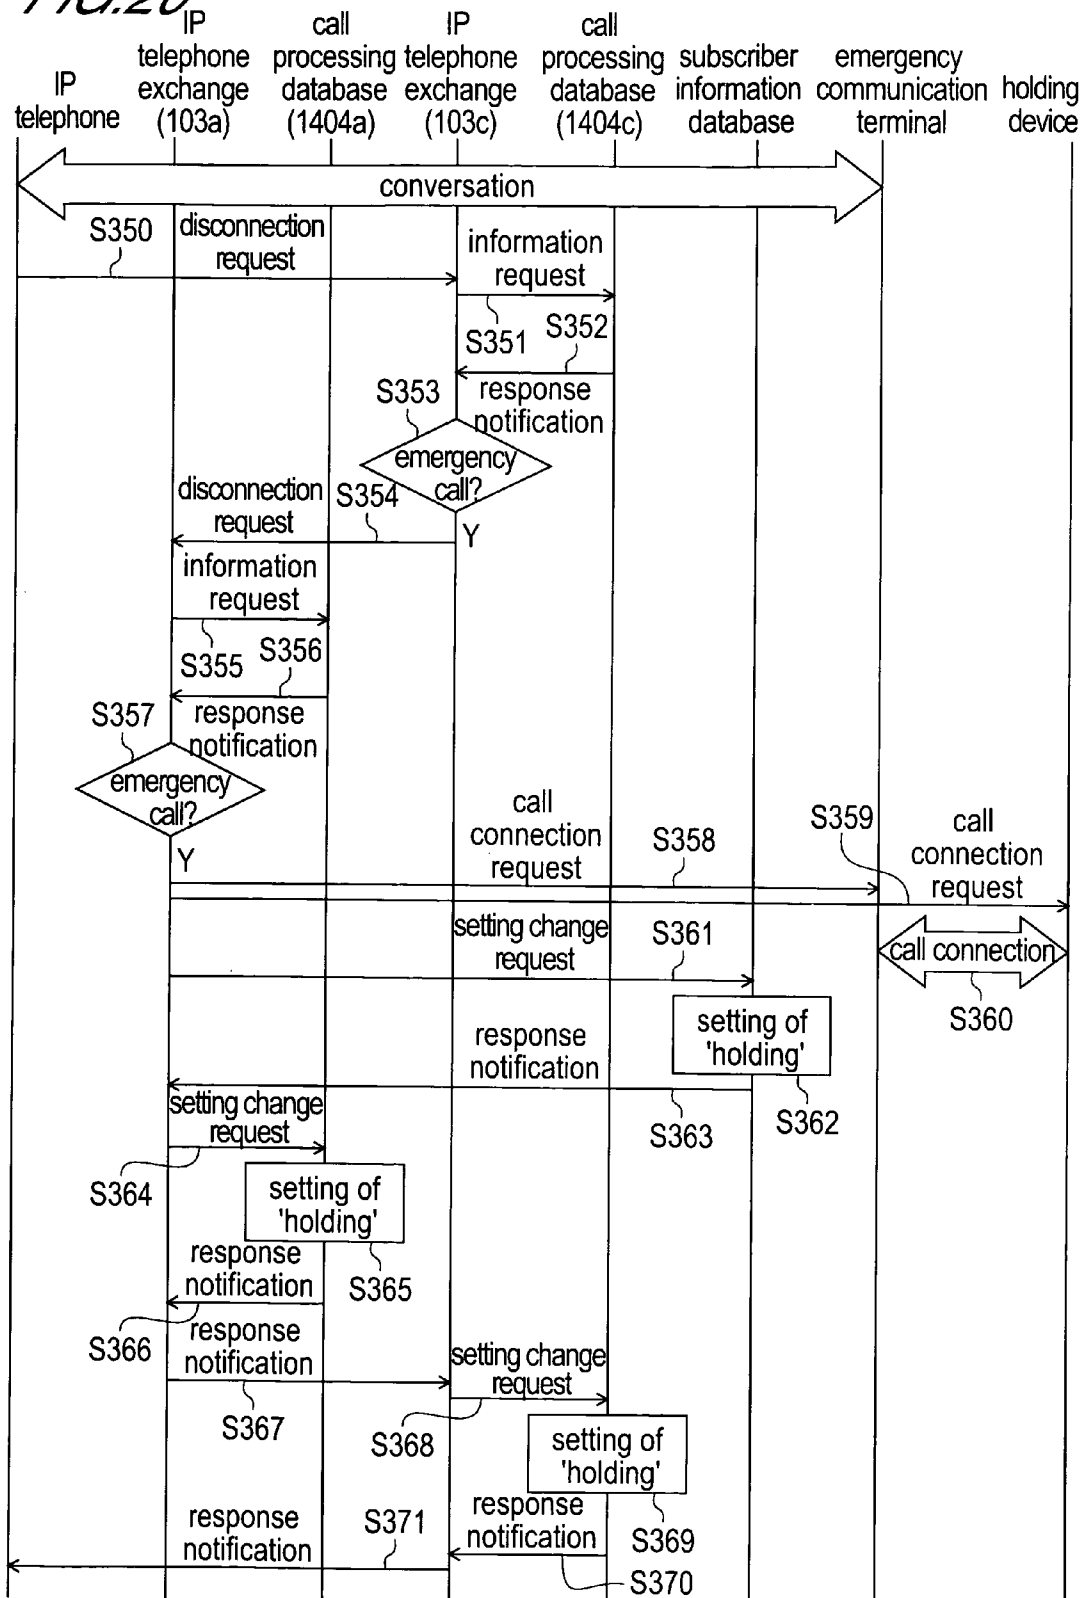 FIG.20
IP
telephone
IP
telephone
exchange
(103a)
call
processing
database
(1404a)
IP
telephone
exchange
(103c)
call
processing
database
(1404c)
subscriber
information
database
emergency
communication
terminal
holding
device
conversation
S350
disconnection
request
information
request
S351
S352
response
notification
S353
emergency
call?
Y
disconnection
request
S354
information
request
S355
S356
response
notification
S357
emergency
call?
Y
call
connection
request
S358
S359
call
connection
request
call connection
S360
setting change
request
S361
setting of
'holding'
S362
response
notification
S363
setting change
request
S364
setting of
'holding'
S365
response
notification
S366
response
notification
S367
setting change
request
S368
setting of
'holding'
S369
response
notification
S370
response
notification
S371